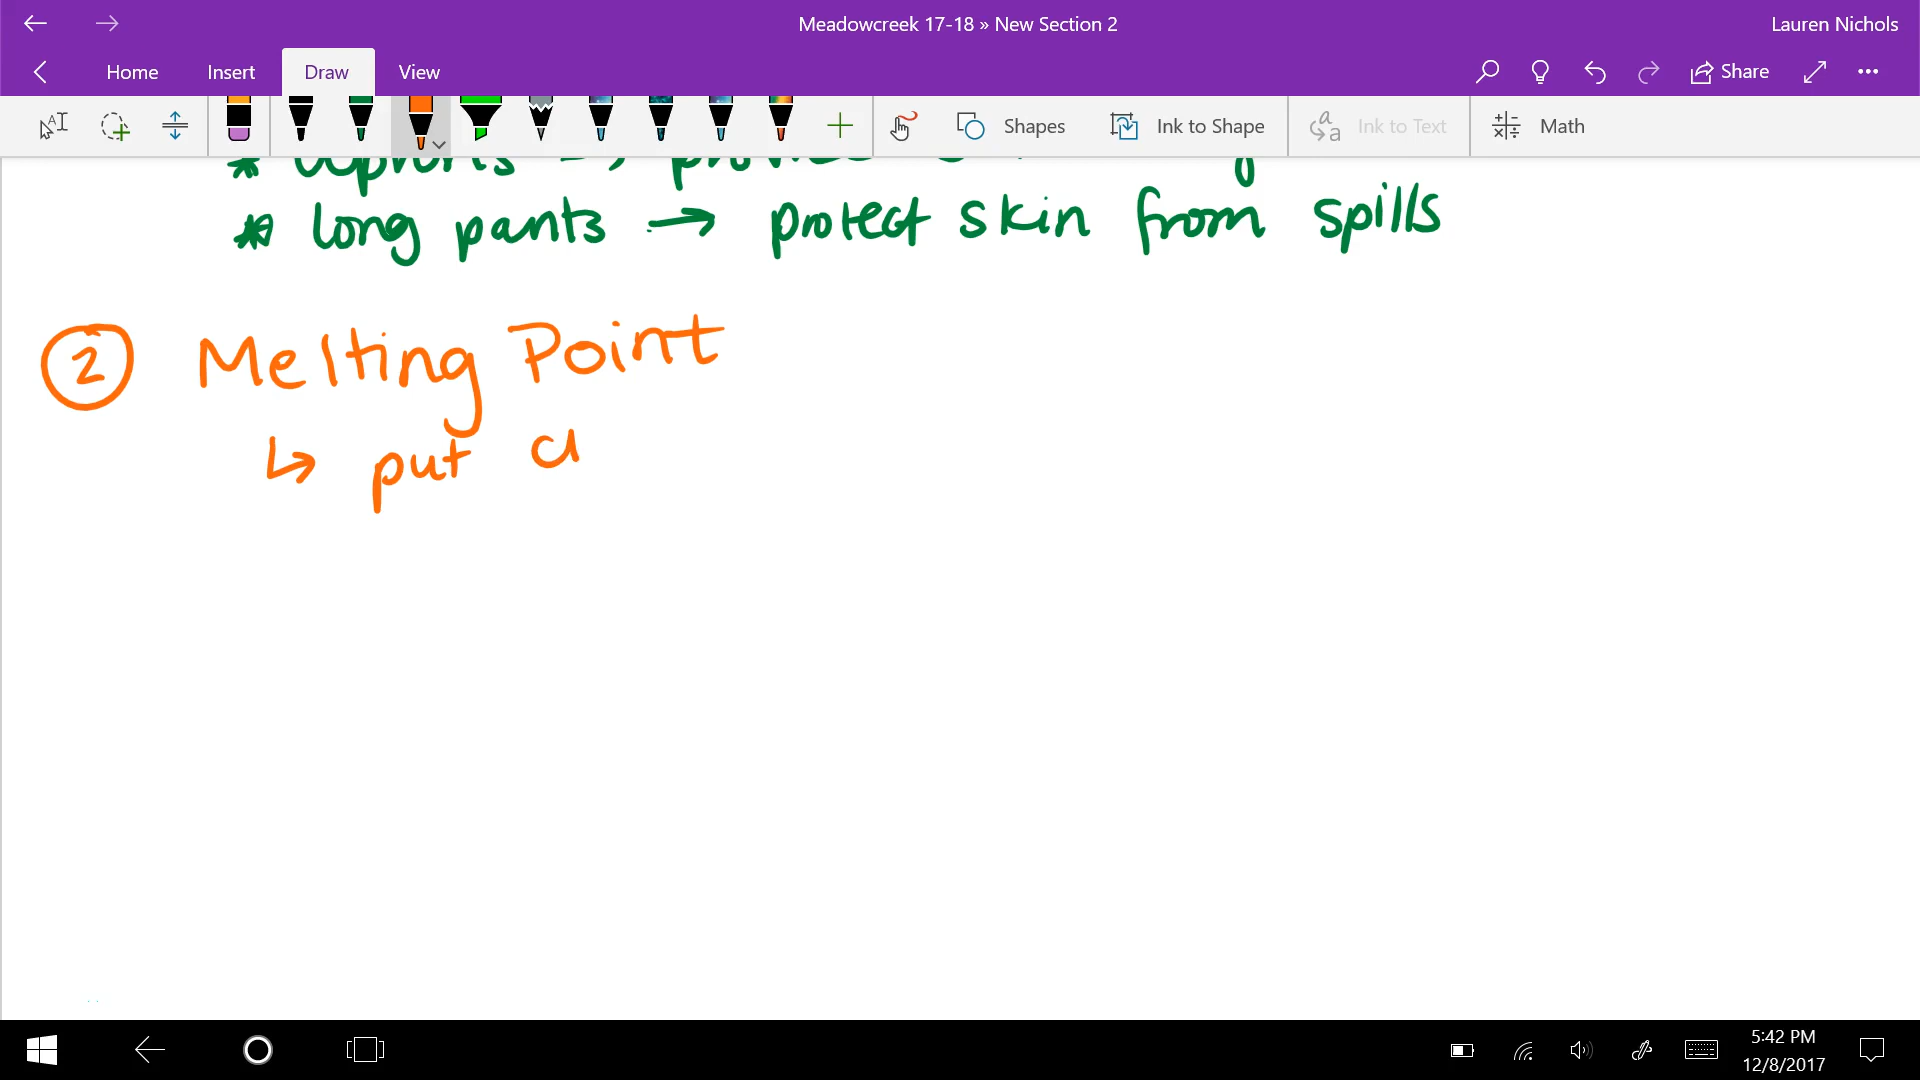 Meadowcreek 17-18 » New Section 2
Lauren Nichols
Home Insert Draw View
Share
Shapes Ink to Shape Ink to Text Math
* long pants → protect skin from spills
② Melting Point
↳ put a
5:42 PM
12/8/2017